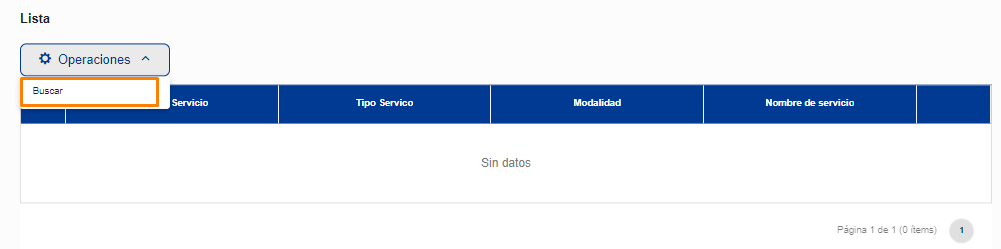 Lista
Operaciones
Buscar
Servicio
Tipo Servico
Modalidad
Nombre de servicio
Sin datos
Página 1 de 1 (0 ítems)
1